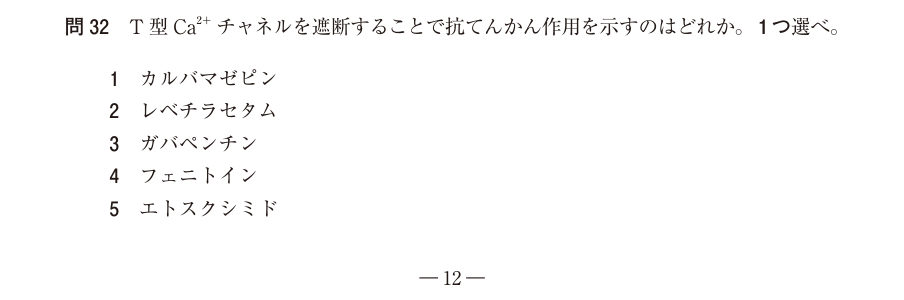 問 32　T 型 Ca²⁺ チャネルを遮断することで抗てんかん作用を示すのはどれか。1つ選べ。
1　カルバマゼピン
2　レベチラセタム
3　ガバペンチン
4　フェニトイン
5　エトスクシミド
― 12 ―